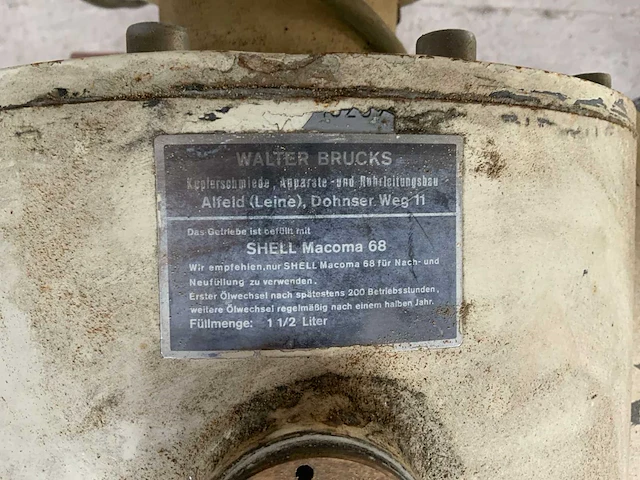 WALTER BRUCKS
Kupferschmiede, Apparate- und Rohrleitungsbau
Alfeld (Leine), Dohnser Weg 11
Das Getriebe ist gefüllt mit
SHELL Macoma 68
Wir empfehlen, nur SHELL Macoma 68 für Nach- und
Neufüllung zu verwenden.
Erster Ölwechsel nach spätestens 200 Betriebsstunden,
weitere Ölwechsel regelmäßig nach einem halben Jahr.
Füllmenge: 1 1/2 Liter